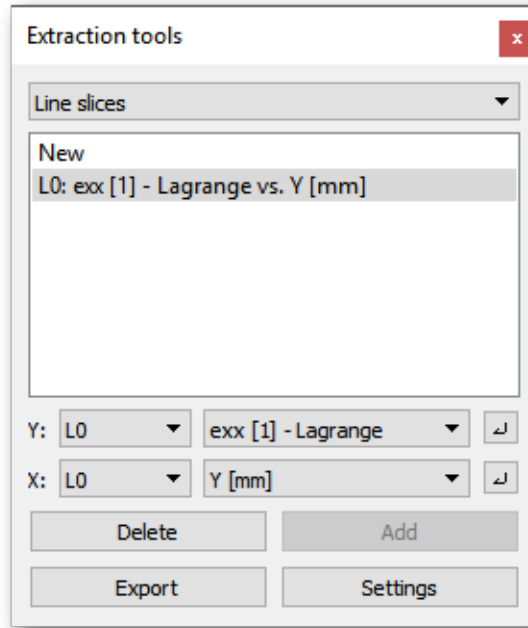 Extraction tools x
Line slices
New
L0: exx [1] - Lagrange vs. Y [mm]
Y: L0 exx [1] - Lagrange
X: L0 Y [mm]
Delete Add
Export Settings